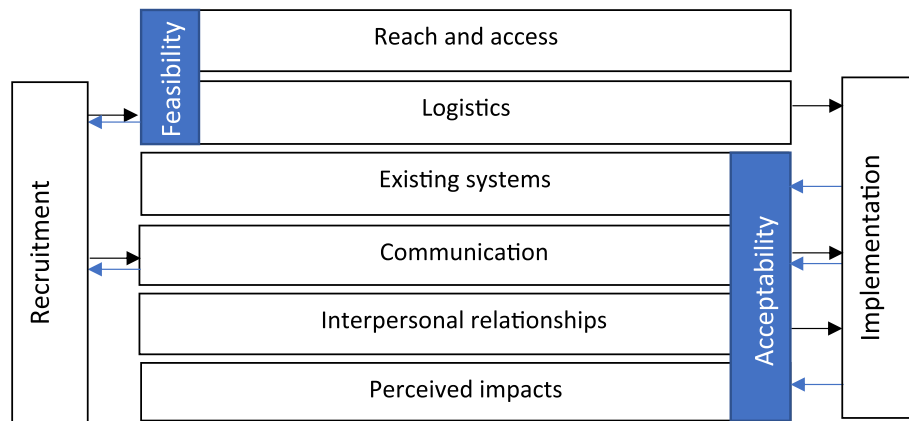 Reach and access
Feasibility
Logistics
Existing systems
Recruitment
Communication
Acceptability
Implementation
Interpersonal relationships
Perceived impacts